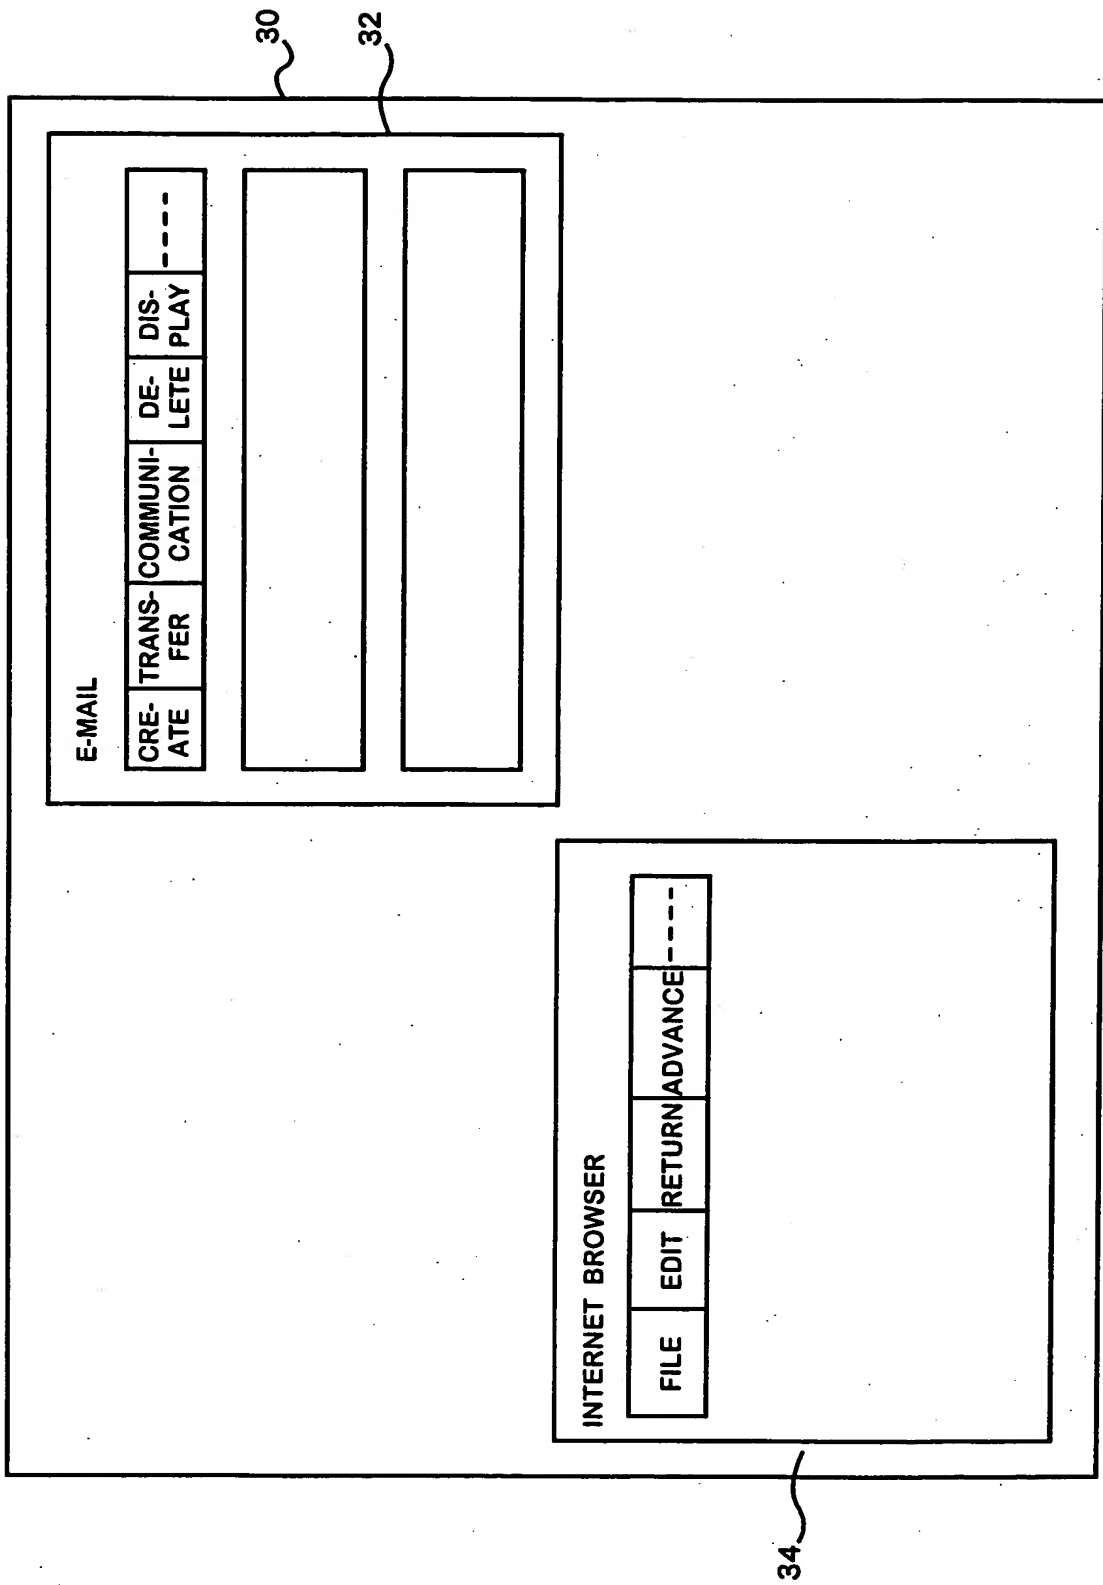 30
32
E-MAIL
CRE-ATE TRANS-FER COMMUNI-CATION DE-LETE DIS-PLAY ----
INTERNET BROWSER
FILE EDIT RETURN ADVANCE ----
34